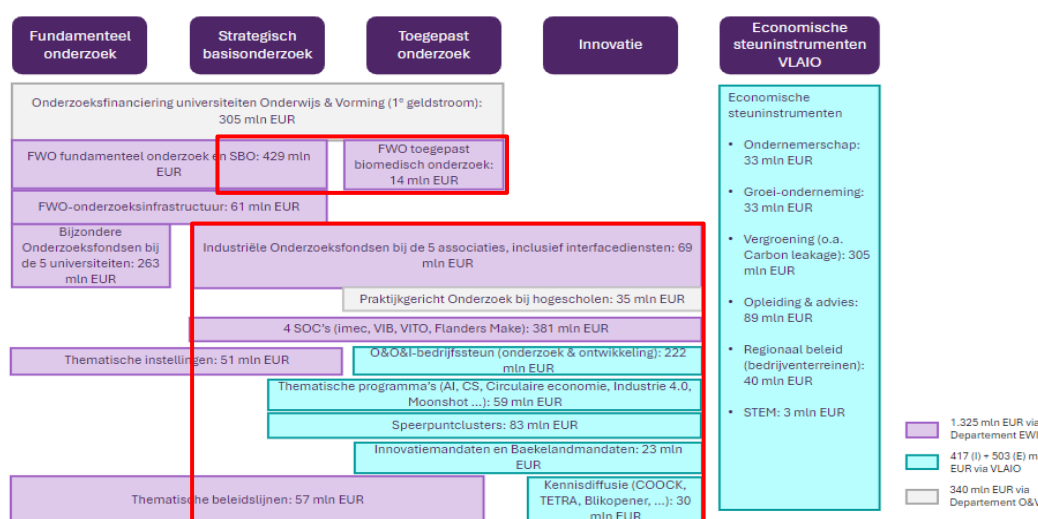 Fundamenteel
onderzoek
Strategisch
basisonderzoek
Toegepast
onderzoek
Innovatie
Economische
steuninstrumenten
VLAIO
Onderzoeksfinanciering universiteiten Onderwijs & Vorming (1e geldstroom):
305 mln EUR
FWO fundamenteel onderzoek en SBO: 429 mln
EUR
FWO toegepast
biomedisch onderzoek:
14 mln EUR
FWO-onderzoeksinfrastructuur: 61 mln EUR
Bijzondere
Onderzoeksfondsen bij
de 5 universiteiten: 263
mln EUR
Industriële Onderzoeksfondsen bij de 5 associaties, inclusief interfacediensten: 69
mln EUR
Praktijkgericht Onderzoek bij hogescholen: 35 mln EUR
4 SOC's (imec, VIB, VITO, Flanders Make): 381 mln EUR
Thematische instellingen: 51 mln EUR
O&O&I-bedrijfssteun (onderzoek & ontwikkeling): 222
mln EUR
Thematische programma's (AI, CS, Circulaire economie, Industrie 4.0,
Moonshot ...): 59 mln EUR
Speerpuntclusters: 83 mln EUR
Innovatiemandaten en Baekelandmandaten: 23 mln
EUR
Thematische beleidslijnen: 57 mln EUR
Kennisdiffusie (COOCK,
TETRA, Blikopener, ...): 30
mln EUR
Economische
steuninstrumenten
• Ondernemerschap:
33 mln EUR
• Groei-onderneming:
33 mln EUR
• Vergroening (o.a.
Carbon leakage): 305
mln EUR
• Opleiding & advies:
89 mln EUR
• Regionaal beleid
(bedrijventerreinen):
40 mln EUR
• STEM: 3 mln EUR
1.325 mln EUR via
Departement EWI
417 (I) + 503 (E) m
EUR via VLAIO
340 mln EUR via
Departement O&V